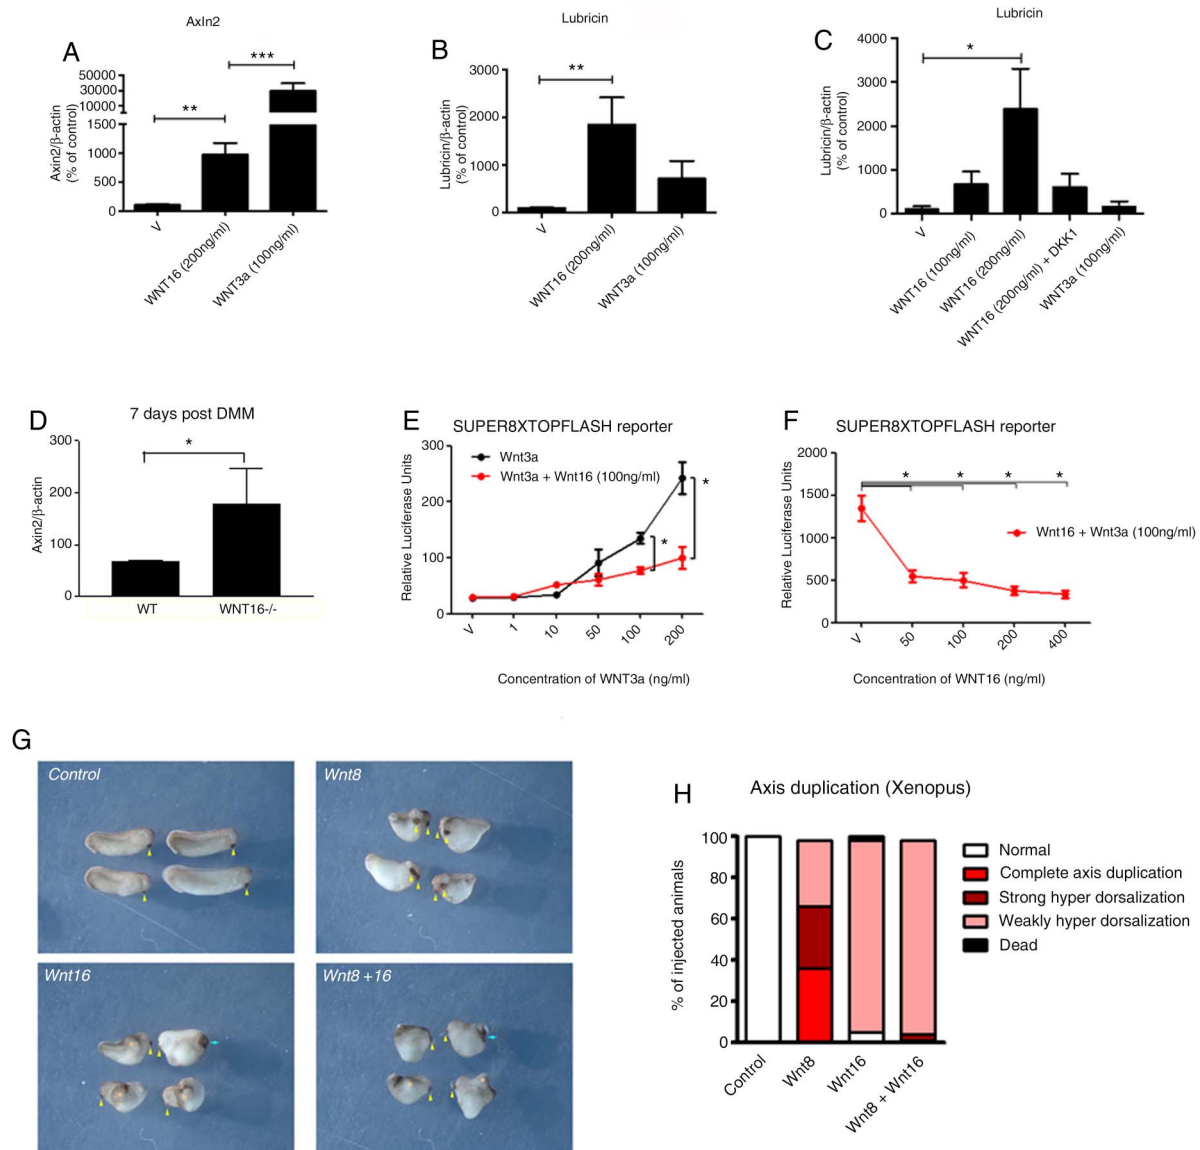 AxIn2
A
***
**
50000
30000
10000
1500
1000
500
0
Axin2/β-actin
(% of control)
V
WNT16 (200ng/ml)
WNT3a (100ng/ml)
Lubricin
B
**
3000
2000
1000
0
Lubricin/β-actin
(% of control)
V
WNT16 (200ng/ml)
WNT3a (100ng/ml)
Lubricin
C
*
4000
3000
2000
1000
0
Lubricin/β-actin
(% of control)
V
WNT16 (100ng/ml)
WNT16 (200ng/ml)
WNT16 (200ng/ml) + DKK1
WNT3a (100ng/ml)
D
7 days post DMM
*
300
200
100
0
Axin2/β-actin
WT
WNT16-/-
E
SUPER8XTOPFLASH reporter
Wnt3a
Wnt3a + Wnt16 (100ng/ml)
*
*
300
200
100
0
Relative Luciferase Units
V
1
10
50
100
200
Concentration of WNT3a (ng/ml)
F
SUPER8XTOPFLASH reporter
* * * *
2000
1500
1000
500
0
Relative Luciferase Units
Wnt16 + Wnt3a (100ng/ml)
V
50
100
200
400
Concentration of WNT16 (ng/ml)
G
Control
Wnt8
Wnt16
Wnt8 +16
H
Axis duplication (Xenopus)
100
80
60
40
20
0
% of injected animals
Control
Wnt8
Wnt16
Wnt8 + Wnt16
Normal
Complete axis duplication
Strong hyper dorsalization
Weakly hyper dorsalization
Dead